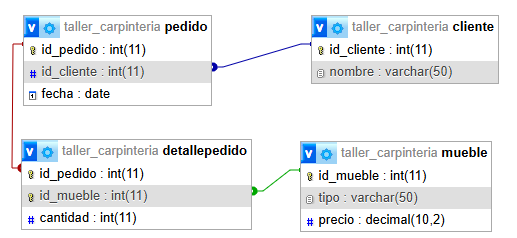 taller_carpinteria pedido
id_pedido : int(11)
# id_cliente : int(11)
fecha : date
taller_carpinteria cliente
id_cliente : int(11)
nombre : varchar(50)
taller_carpinteria detallepedido
id_pedido : int(11)
id_mueble : int(11)
# cantidad : int(11)
taller_carpinteria mueble
id_mueble : int(11)
tipo : varchar(50)
# precio : decimal(10,2)